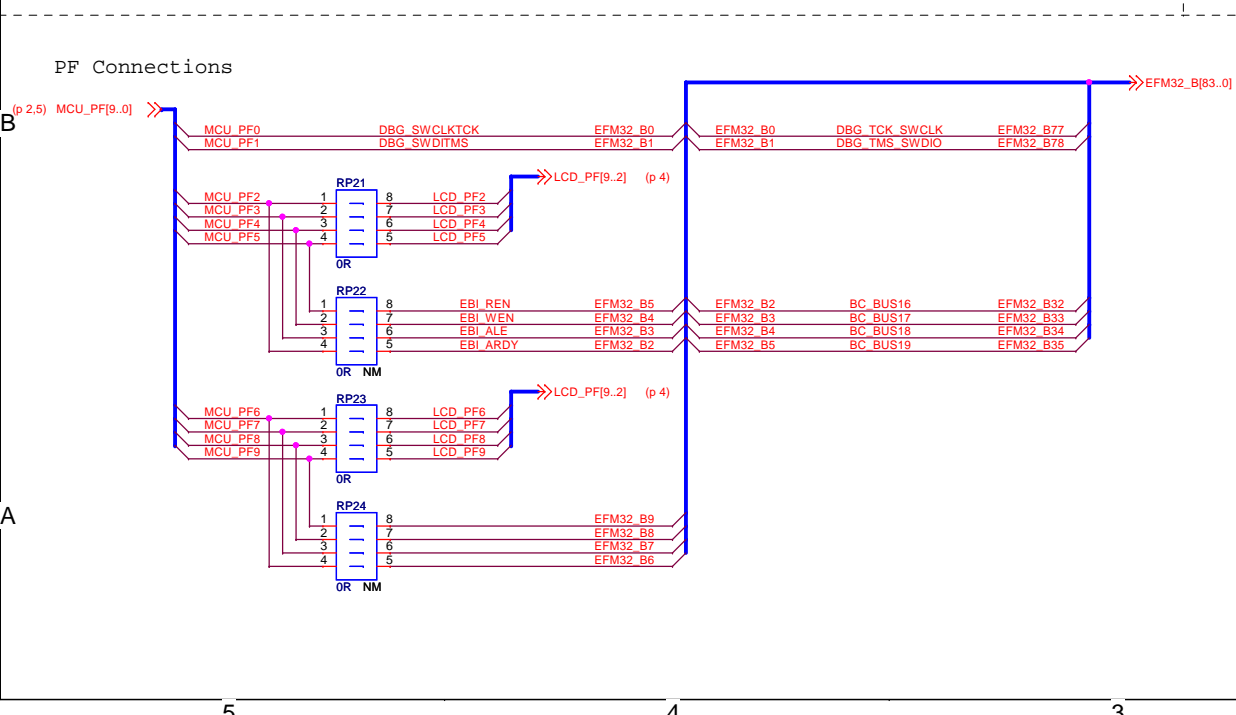 PF Connections
(p 2,5) MCU_PF[9..0]
EFM32_B[83..0]
B
MCU_PF0 DBG_SWCLKTCK EFM32_B0 EFM32_B0 DBG_TCK_SWCLK EFM32_B77
MCU_PF1 DBG_SWDITMS EFM32_B1 EFM32_B1 DBG_TMS_SWDIO EFM32_B78
LCD_PF[9..2] (p 4)
RP21
MCU_PF2 1 8 LCD_PF2
MCU_PF3 2 7 LCD_PF3
MCU_PF4 3 6 LCD_PF4
MCU_PF5 4 5 LCD_PF5
0R
RP22
1 8 EBI_REN EFM32_B5 EFM32_B2 BC_BUS16 EFM32_B32
2 7 EBI_WEN EFM32_B4 EFM32_B3 BC_BUS17 EFM32_B33
3 6 EBI_ALE EFM32_B3 EFM32_B4 BC_BUS18 EFM32_B34
4 5 EBI_ARDY EFM32_B2 EFM32_B5 BC_BUS19 EFM32_B35
0R NM
LCD_PF[9..2] (p 4)
RP23
MCU_PF6 1 8 LCD_PF6
MCU_PF7 2 7 LCD_PF7
MCU_PF8 3 6 LCD_PF8
MCU_PF9 4 5 LCD_PF9
0R
RP24
A
1 8 EFM32_B9
2 7 EFM32_B8
3 6 EFM32_B7
4 5 EFM32_B6
0R NM
5 4 3